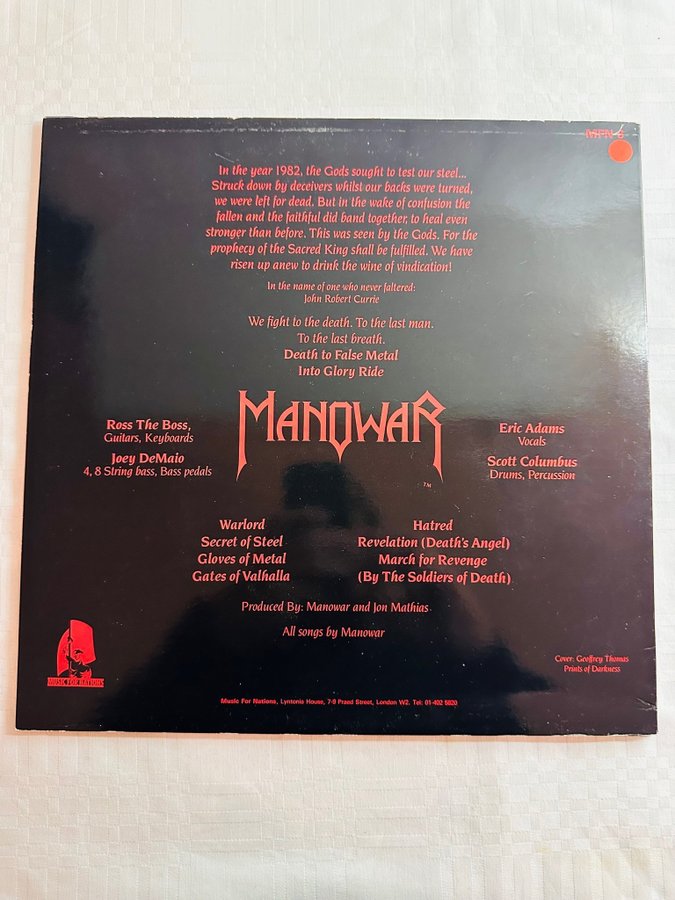 MFN 6
In the year 1982, the Gods sought to test our steel...
Struck down by deceivers whilst our backs were turned,
we were left for dead. But in the wake of confusion the
fallen and the faithful did band together, to heal even
stronger than before. This was seen by the Gods. For the
prophecy of the Sacred King shall be fulfilled. We have
risen up anew to drink the wine of vindication!
In the name of one who never faltered:
John Robert Currie
We fight to the death. To the last man.
To the last breath.
Death to False Metal
Into Glory Ride
MANOWAR
TM
Ross The Boss,
Guitars, Keyboards
Joey DeMaio
4, 8 String bass, Bass pedals
Eric Adams
Vocals
Scott Columbus
Drums, Percussion
Warlord
Secret of Steel
Gloves of Metal
Gates of Valhalla
Hatred
Revelation (Death's Angel)
March for Revenge
(By The Soldiers of Death)
Produced By: Manowar and Jon Mathias
All songs by Manowar
MUSIC FOR NATIONS
Cover: Geoffrey Thomas
Prints of Darkness
Music For Nations, Lyntonia House, 7-9 Praed Street, London W2. Tel: 01-402 5620